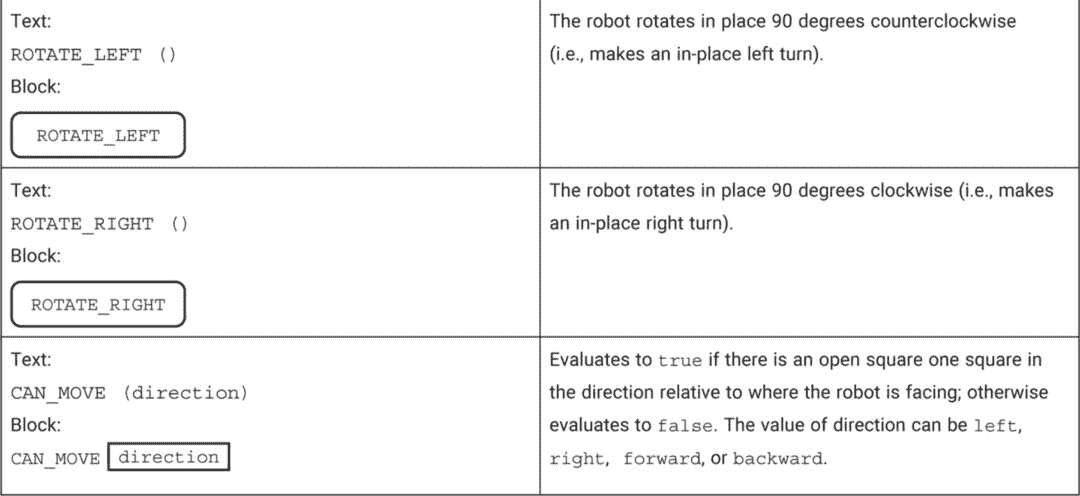 Text:
ROTATE_LEFT ()
Block:
ROTATE_LEFT
The robot rotates in place 90 degrees counterclockwise
(i.e., makes an in-place left turn).
Text:
ROTATE_RIGHT ()
Block:
ROTATE_RIGHT
The robot rotates in place 90 degrees clockwise (i.e., makes
an in-place right turn).
Text:
CAN_MOVE (direction)
Block:
CAN_MOVE direction
Evaluates to true if there is an open square one square in
the direction relative to where the robot is facing; otherwise
evaluates to false. The value of direction can be left,
right, forward, or backward.